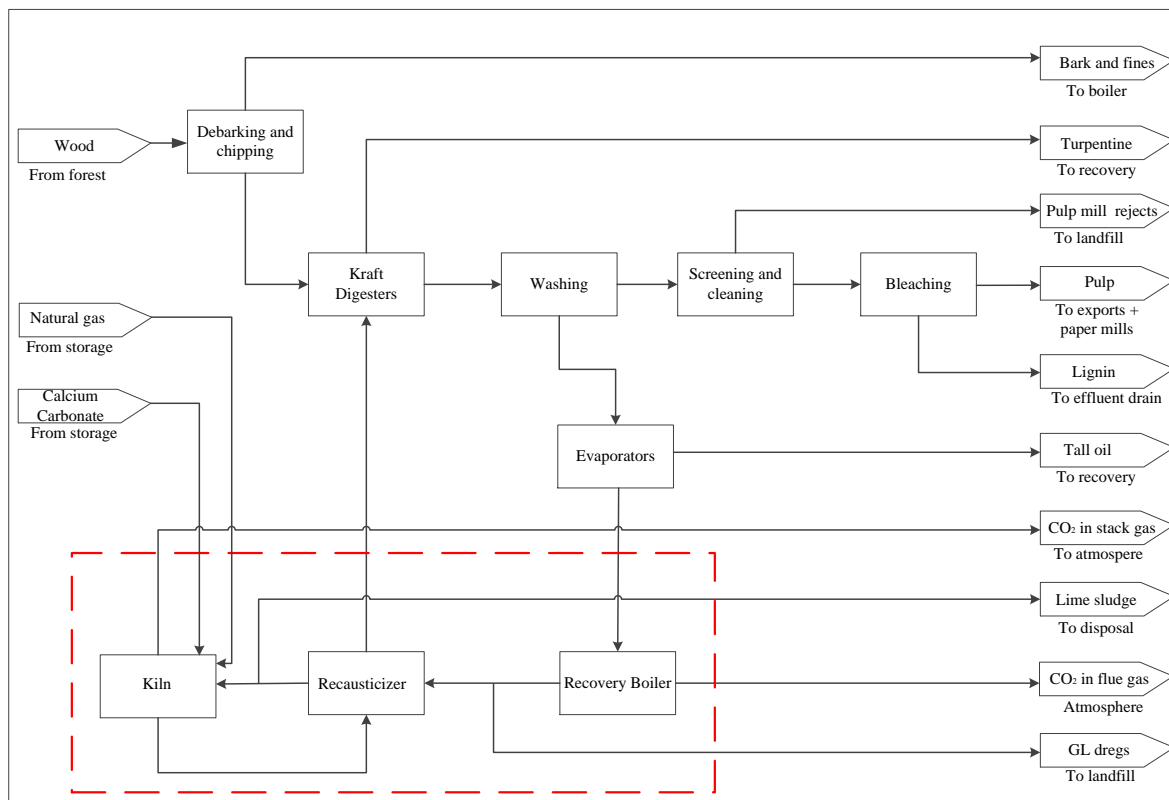 Bark and fines
To boiler
Debarking and
chipping
Wood
From forest
Turpentine
To recovery
Pulp mill rejects
To landfill
Kraft
Digesters
Washing
Screening and
cleaning
Bleaching
Pulp
To exports +
paper mills
Natural gas
From storage
Calcium
Carbonate
From storage
Lignin
To effluent drain
Evaporators
Tall oil
To recovery
CO2 in stack gas
To atmospere
Lime sludge
To disposal
Kiln
Recausticizer
Recovery Boiler
CO2 in flue gas
Atmosphere
GL dregs
To landfill